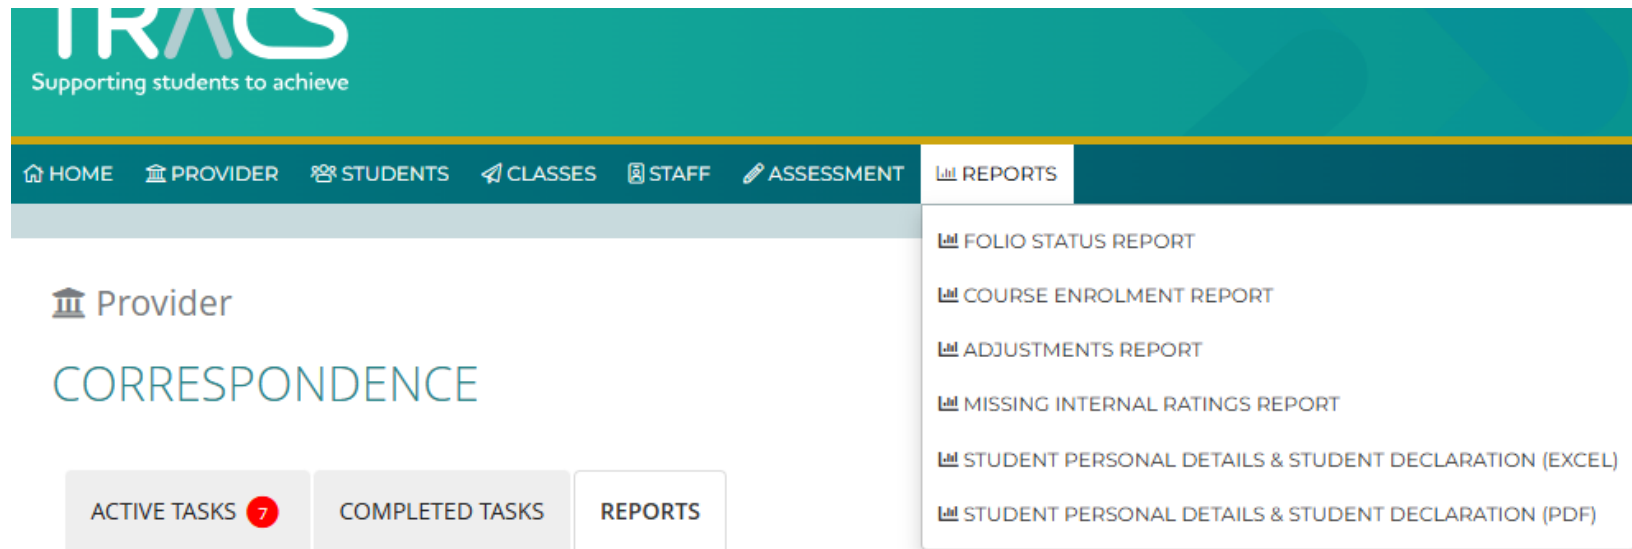 TRACS
Supporting students to achieve
HOME PROVIDER STUDENTS CLASSES STAFF ASSESSMENT REPORTS
FOLIO STATUS REPORT
COURSE ENROLMENT REPORT
ADJUSTMENTS REPORT
MISSING INTERNAL RATINGS REPORT
STUDENT PERSONAL DETAILS & STUDENT DECLARATION (EXCEL)
STUDENT PERSONAL DETAILS & STUDENT DECLARATION (PDF)
Provider
CORRESPONDENCE
ACTIVE TASKS 7 COMPLETED TASKS REPORTS